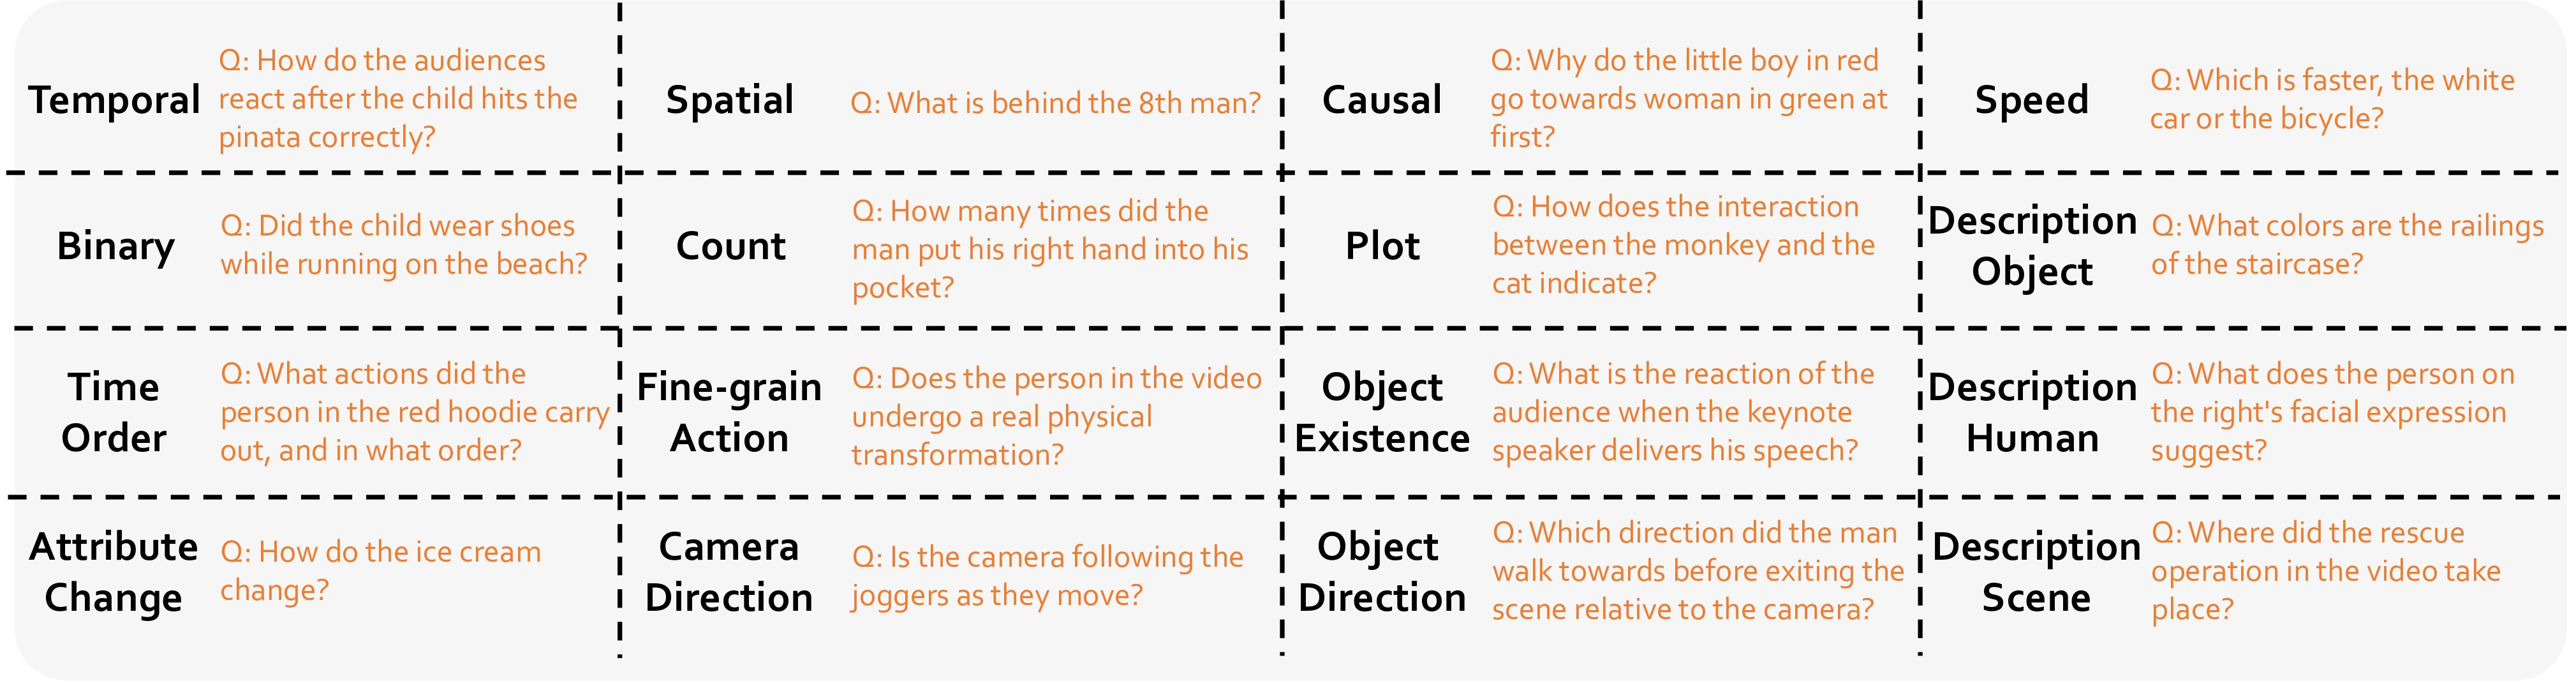 Temporal
Q: How do the audiences
react after the child hits the
pinata correctly?
Spatial
Q: What is behind the 8th man?
Causal
Q: Why do the little boy in red
go towards woman in green at
first?
Speed
Q: Which is faster, the white
car or the bicycle?
Binary
Q: Did the child wear shoes
while running on the beach?
Count
Q: How many times did the
man put his right hand into his
pocket?
Plot
Q: How does the interaction
between the monkey and the
cat indicate?
Description
Object
Q: What colors are the railings
of the staircase?
Time
Order
Q: What actions did the
person in the red hoodie carry
out, and in what order?
Fine-grain
Action
Q: Does the person in the video
undergo a real physical
transformation?
Object
Existence
Q: What is the reaction of the
audience when the keynote
speaker delivers his speech?
Description
Human
Q: What does the person on
the right's facial expression
suggest?
Attribute
Change
Q: How do the ice cream
change?
Camera
Direction
Q: Is the camera following the
joggers as they move?
Object
Direction
Q: Which direction did the man
walk towards before exiting the
scene relative to the camera?
Description
Scene
Q: Where did the rescue
operation in the video take
place?